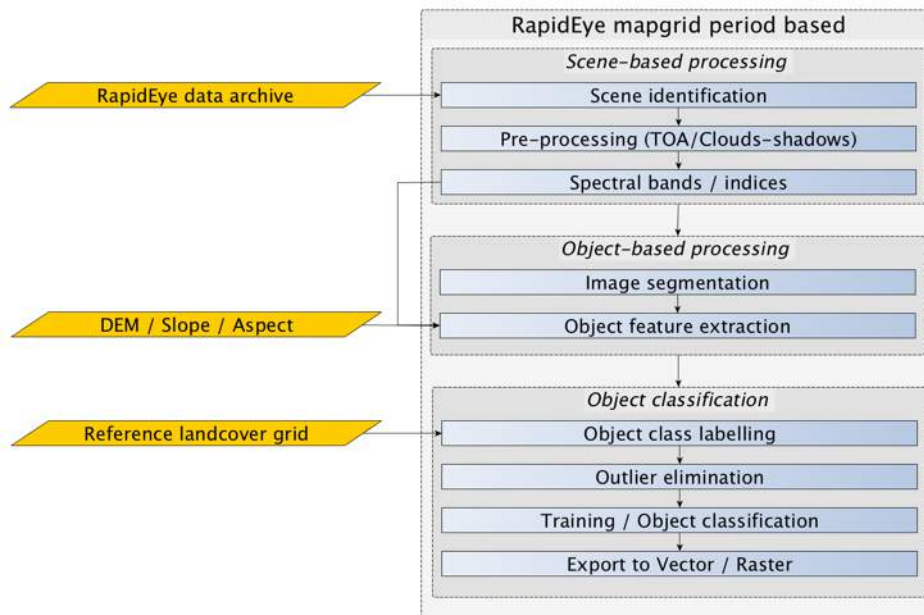 RapidEye mapgrid period based
Scene-based processing
RapidEye data archive
Scene identification
Pre-processing (TOA/Clouds-shadows)
Spectral bands / indices
Object-based processing
Image segmentation
DEM / Slope / Aspect
Object feature extraction
Object classification
Reference landcover grid
Object class labelling
Outlier elimination
Training / Object classification
Export to Vector / Raster